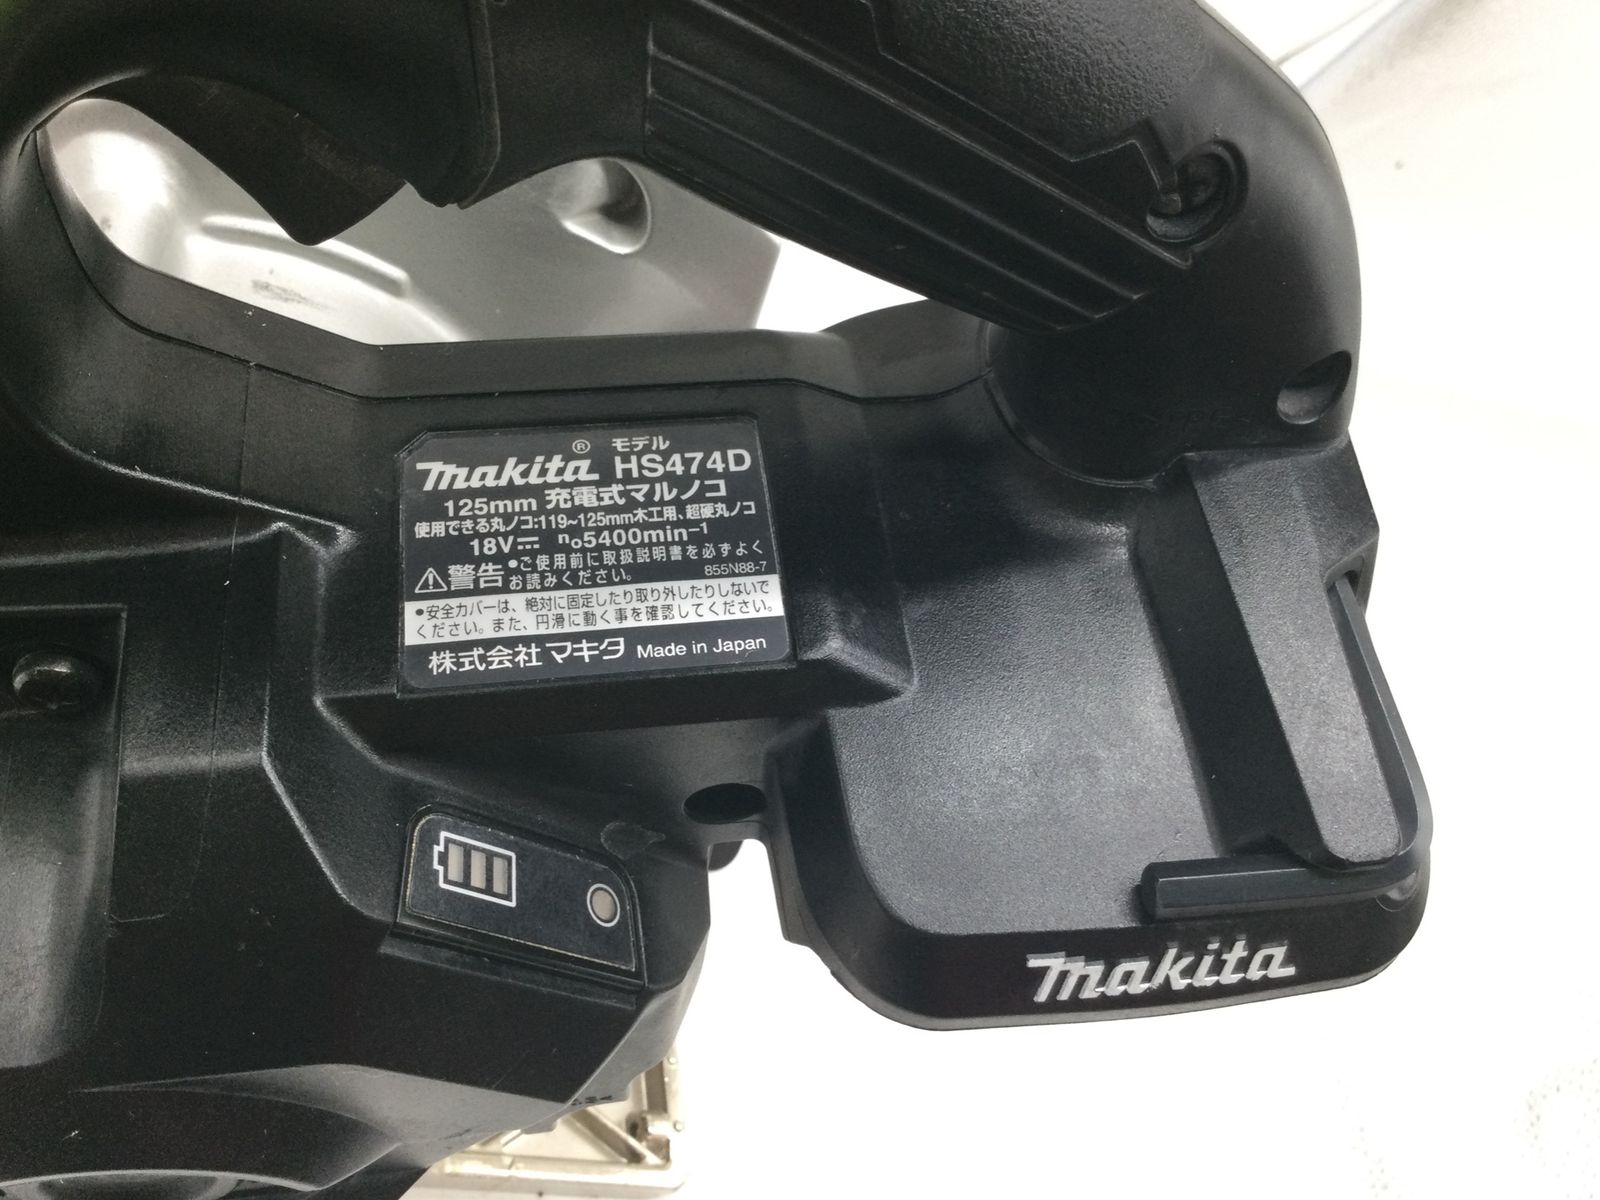 モデル
makita® HS474D
125mm 充電式マルノコ
使用できる丸ノコ:119~125mm木工用、超硬丸ノコ
18V⎓ n₀5400min⁻¹
⚠警告 •ご使用前に取扱説明書を必ずよく
お読みください。 855N88-7
•安全カバーは、絶対に固定したり取り外したりしないで
ください。また、円滑に動く事を確認してください。
株式会社マキタ Made in Japan
makita